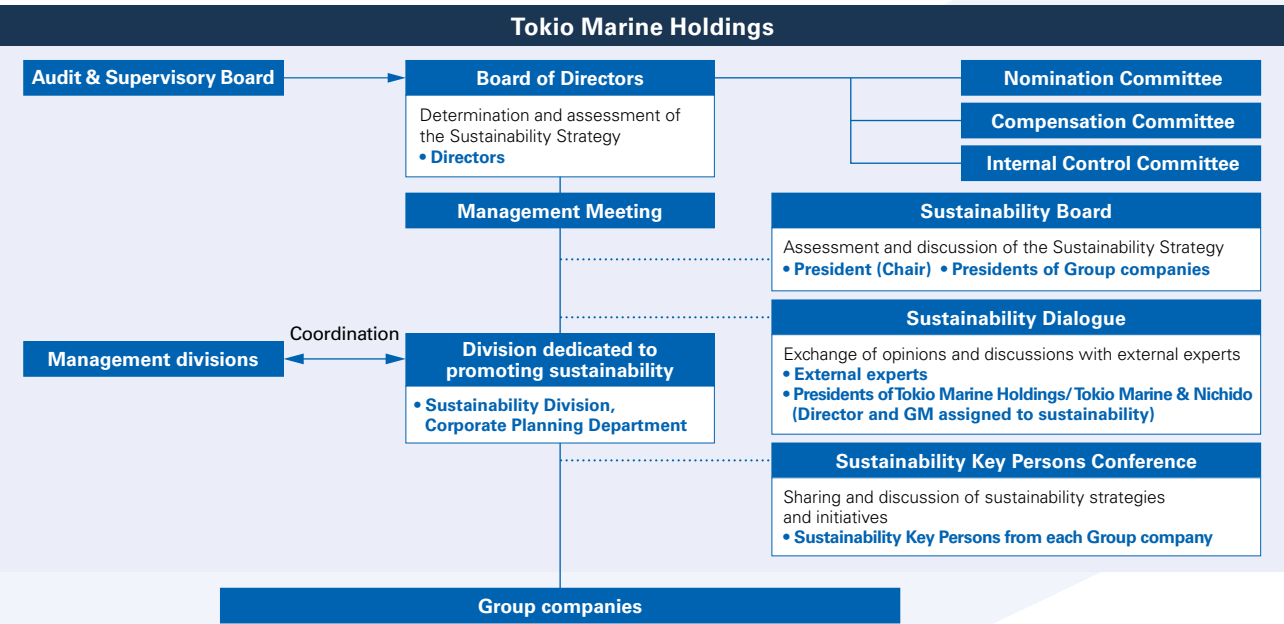 Tokio Marine Holdings
Audit & Supervisory Board
Board of Directors
Determination and assessment of
the Sustainability Strategy
• Directors
Nomination Committee
Compensation Committee
Internal Control Committee
Management Meeting
Sustainability Board
Assessment and discussion of the Sustainability Strategy
• President (Chair) • Presidents of Group companies
Sustainability Dialogue
Exchange of opinions and discussions with external experts
• External experts
• Presidents of Tokio Marine Holdings/Tokio Marine & Nichido
(Director and GM assigned to sustainability)
Management divisions
Coordination
Division dedicated to
promoting sustainability
• Sustainability Division,
Corporate Planning Department
Sustainability Key Persons Conference
Sharing and discussion of sustainability strategies
and initiatives
• Sustainability Key Persons from each Group company
Group companies